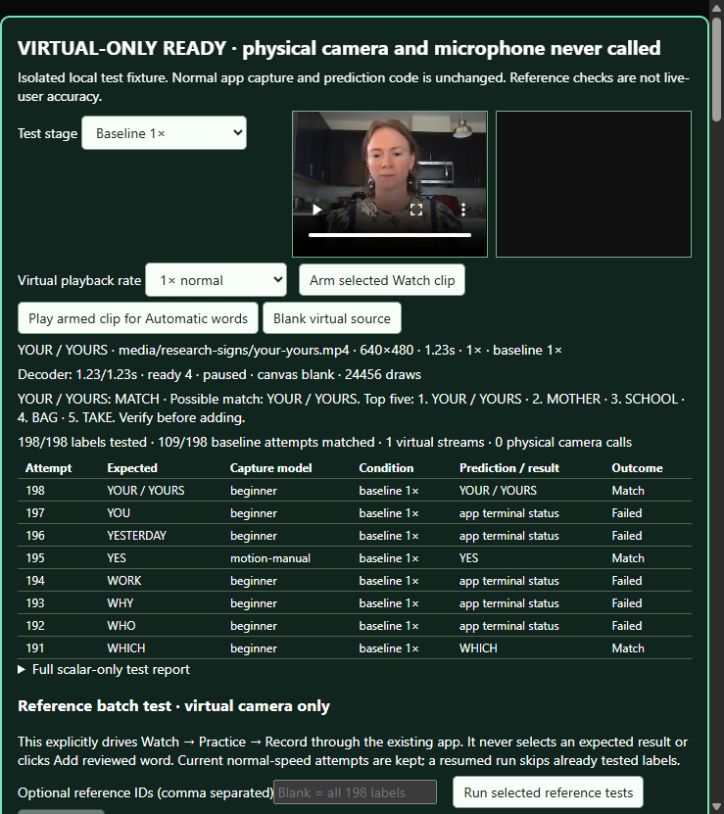 VIRTUAL-ONLY READY · physical camera and microphone never called
Isolated local test fixture. Normal app capture and prediction code is unchanged. Reference checks are not live-
user accuracy.
Test stage Baseline 1×
Virtual playback rate 1× normal Arm selected Watch clip
Play armed clip for Automatic words Blank virtual source
YOUR / YOURS · media/research-signs/your-yours.mp4 · 640×480 · 1.23s · 1× · baseline 1×
Decoder: 1.23/1.23s · ready 4 · paused · canvas blank · 24456 draws
YOUR / YOURS: MATCH · Possible match: YOUR / YOURS. Top five: 1. YOUR / YOURS · 2. MOTHER · 3. SCHOOL ·
4. BAG · 5. TAKE. Verify before adding.
198/198 labels tested · 109/198 baseline attempts matched · 1 virtual streams · 0 physical camera calls
Attempt Expected Capture model Condition Prediction / result Outcome
198 YOUR / YOURS beginner baseline 1× YOUR / YOURS Match
197 YOU beginner baseline 1× app terminal status Failed
196 YESTERDAY beginner baseline 1× app terminal status Failed
195 YES motion-manual baseline 1× YES Match
194 WORK beginner baseline 1× app terminal status Failed
193 WHY beginner baseline 1× app terminal status Failed
192 WHO beginner baseline 1× app terminal status Failed
191 WHICH beginner baseline 1× WHICH Match
Full scalar-only test report
Reference batch test · virtual camera only
This explicitly drives Watch → Practice → Record through the existing app. It never selects an expected result or
clicks Add reviewed word. Current normal-speed attempts are kept; a resumed run skips already tested labels.
Optional reference IDs (comma separated) Blank = all 198 labels Run selected reference tests